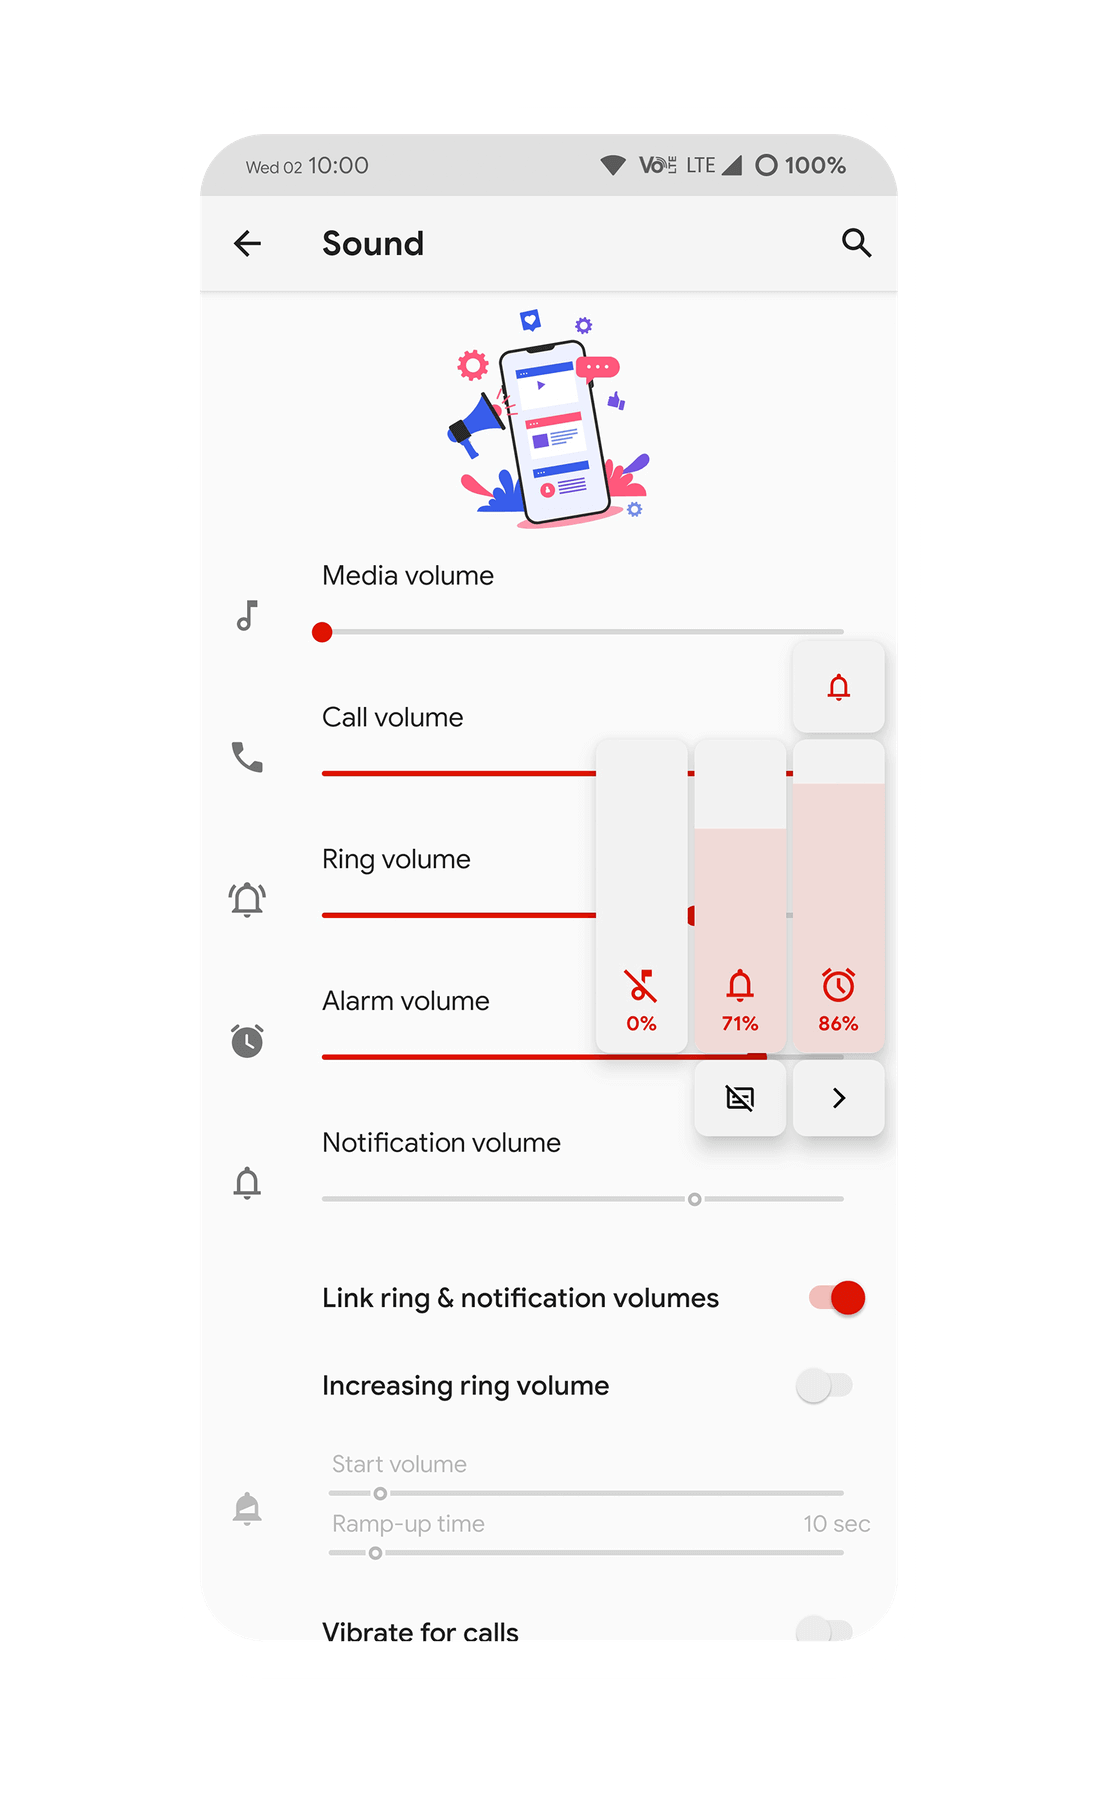 Wed 02 10:00 VoLTE LTE 100%
Sound
Media volume
Call volume
Ring volume
Alarm volume
0% 71% 86%
Notification volume
Link ring & notification volumes
Increasing ring volume
Start volume
Ramp-up time 10 sec
Vibrate for calls